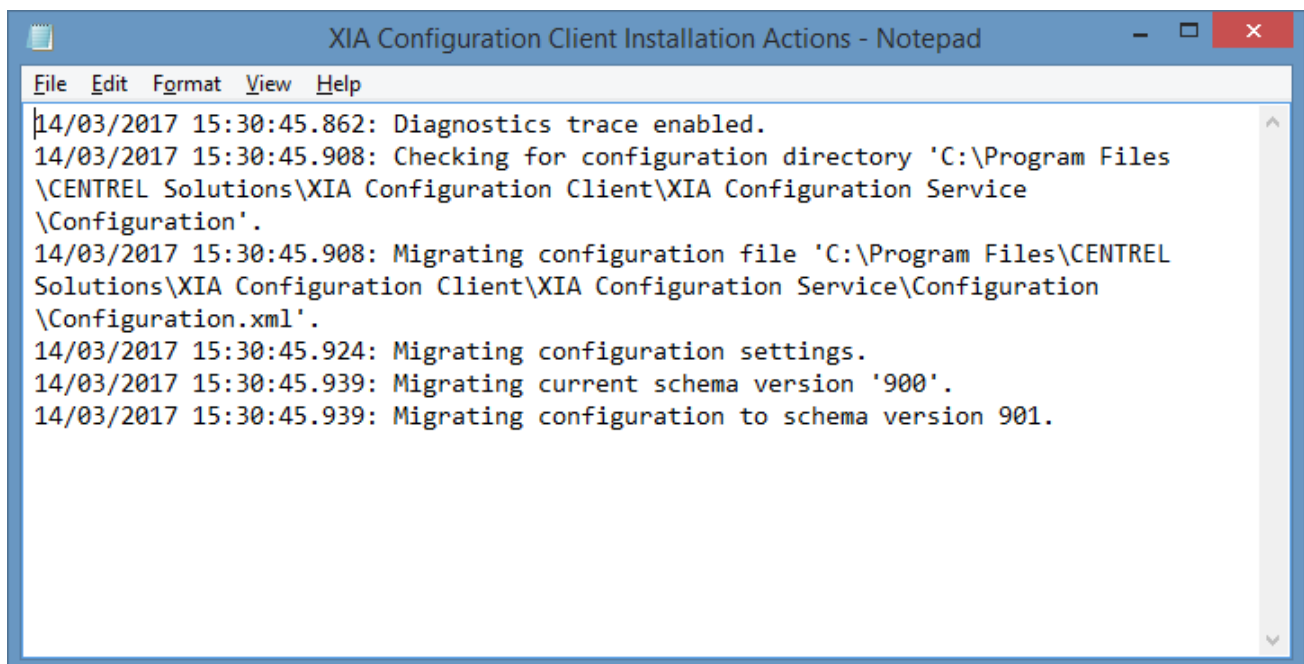 XIA Configuration Client Installation Actions - Notepad
File Edit Format View Help
14/03/2017 15:30:45.862: Diagnostics trace enabled.
14/03/2017 15:30:45.908: Checking for configuration directory 'C:\Program Files
\CENTREL Solutions\XIA Configuration Client\XIA Configuration Service
\Configuration'.
14/03/2017 15:30:45.908: Migrating configuration file 'C:\Program Files\CENTREL
Solutions\XIA Configuration Client\XIA Configuration Service\Configuration
\Configuration.xml'.
14/03/2017 15:30:45.924: Migrating configuration settings.
14/03/2017 15:30:45.939: Migrating current schema version '900'.
14/03/2017 15:30:45.939: Migrating configuration to schema version 901.